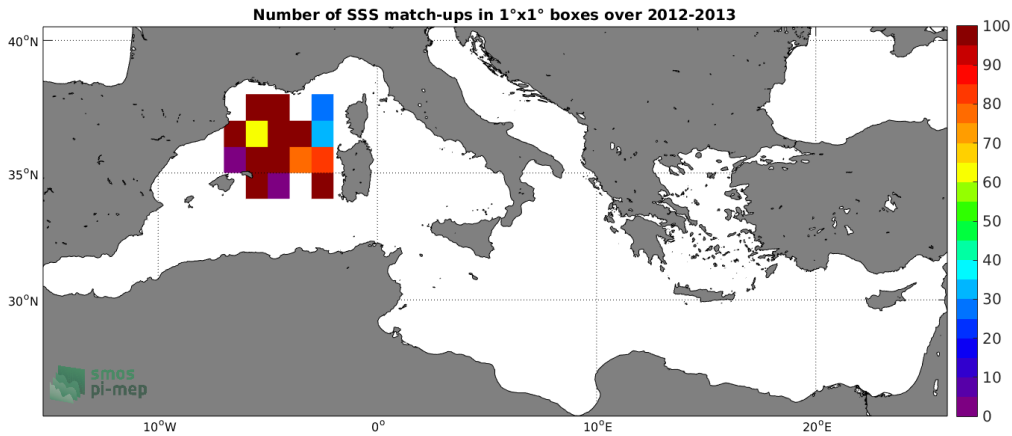 Number of SSS match-ups in 1°x1° boxes over 2012-2013
40°N
35°N
30°N
10°W
0°
10°E
20°E
100
90
80
70
60
50
40
30
20
10
0
smos
pi-mep